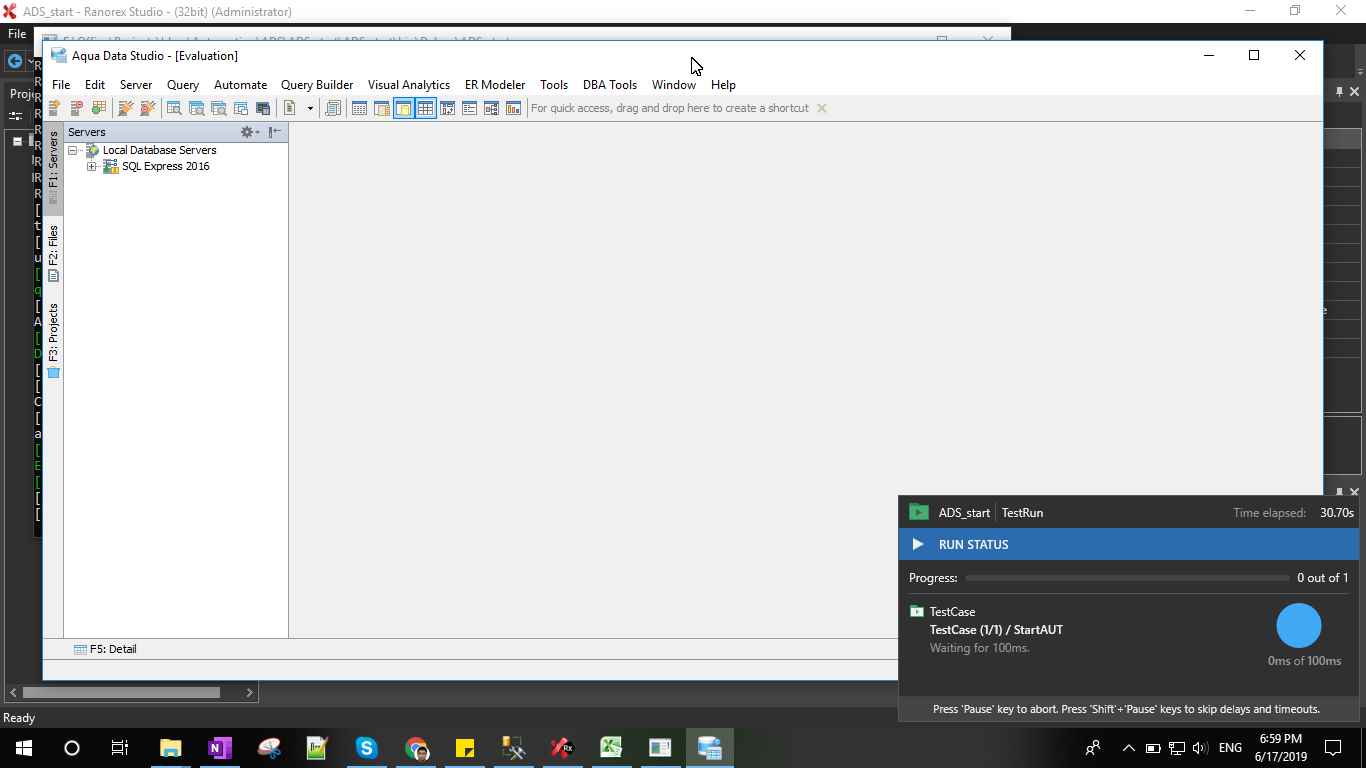 ADS_start - Ranorex Studio - (32bit) (Administrator)
File
Aqua Data Studio - [Evaluation]
File Edit Server Query Automate Query Builder Visual Analytics ER Modeler Tools DBA Tools Window Help
For quick access, drag and drop here to create a shortcut
Proje
F1: Servers
F2: Files
F3: Projects
Servers
Local Database Servers
SQL Express 2016
F5: Detail
ADS_start TestRun Time elapsed: 30.70s
RUN STATUS
Progress: 0 out of 1
TestCase
TestCase (1/1) / StartAUT
Waiting for 100ms.
0ms of 100ms
Press 'Pause' key to abort. Press 'Shift'+'Pause' keys to skip delays and timeouts.
Ready
ENG
6:59 PM
6/17/2019